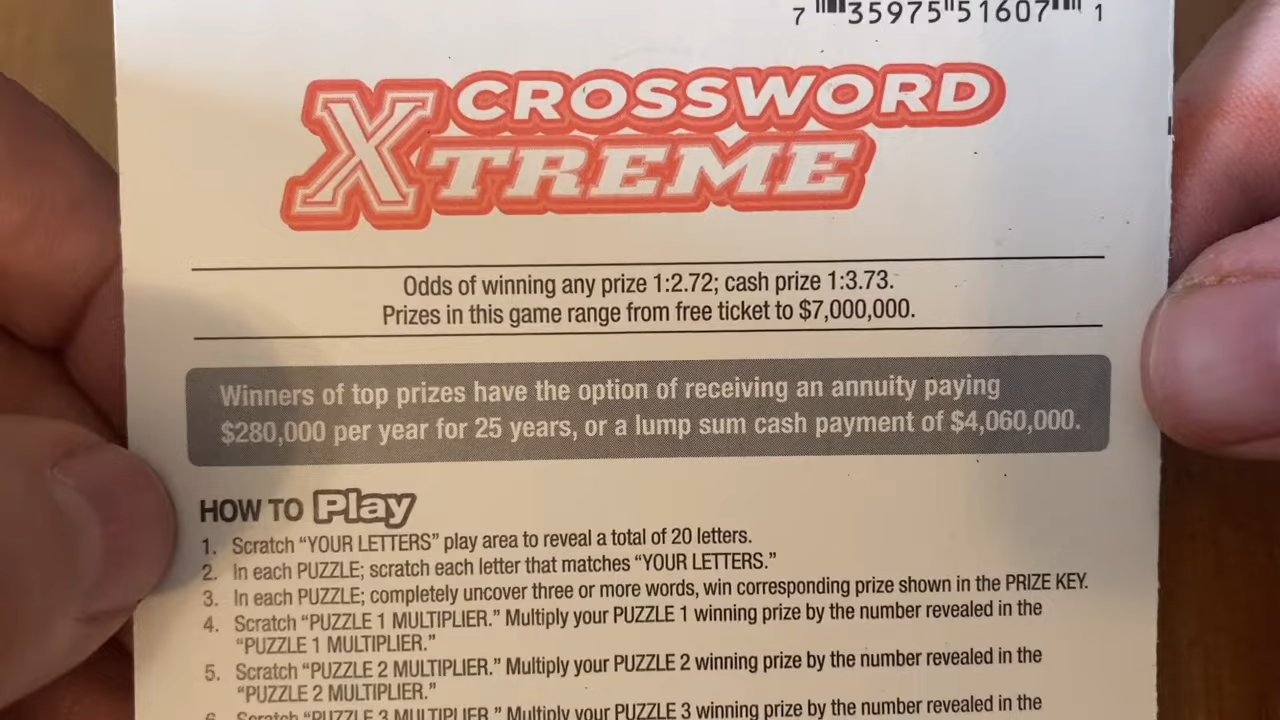 7 35975 51607 1
CROSSWORD
XTREME
Odds of winning any prize 1:2.72; cash prize 1:3.73.
Prizes in this game range from free ticket to $7,000,000.
Winners of top prizes have the option of receiving an annuity paying
$280,000 per year for 25 years, or a lump sum cash payment of $4,060,000.
HOW TO Play
1. Scratch “YOUR LETTERS” play area to reveal a total of 20 letters.
2. In each PUZZLE; scratch each letter that matches “YOUR LETTERS.”
3. In each PUZZLE; completely uncover three or more words, win corresponding prize shown in the PRIZE KEY.
4. Scratch “PUZZLE 1 MULTIPLIER.” Multiply your PUZZLE 1 winning prize by the number revealed in the
“PUZZLE 1 MULTIPLIER.”
5. Scratch “PUZZLE 2 MULTIPLIER.” Multiply your PUZZLE 2 winning prize by the number revealed in the
“PUZZLE 2 MULTIPLIER.”
6. Scratch “PUZZLE 3 MULTIPLIER.” Multiply your PUZZLE 3 winning prize by the number revealed in the